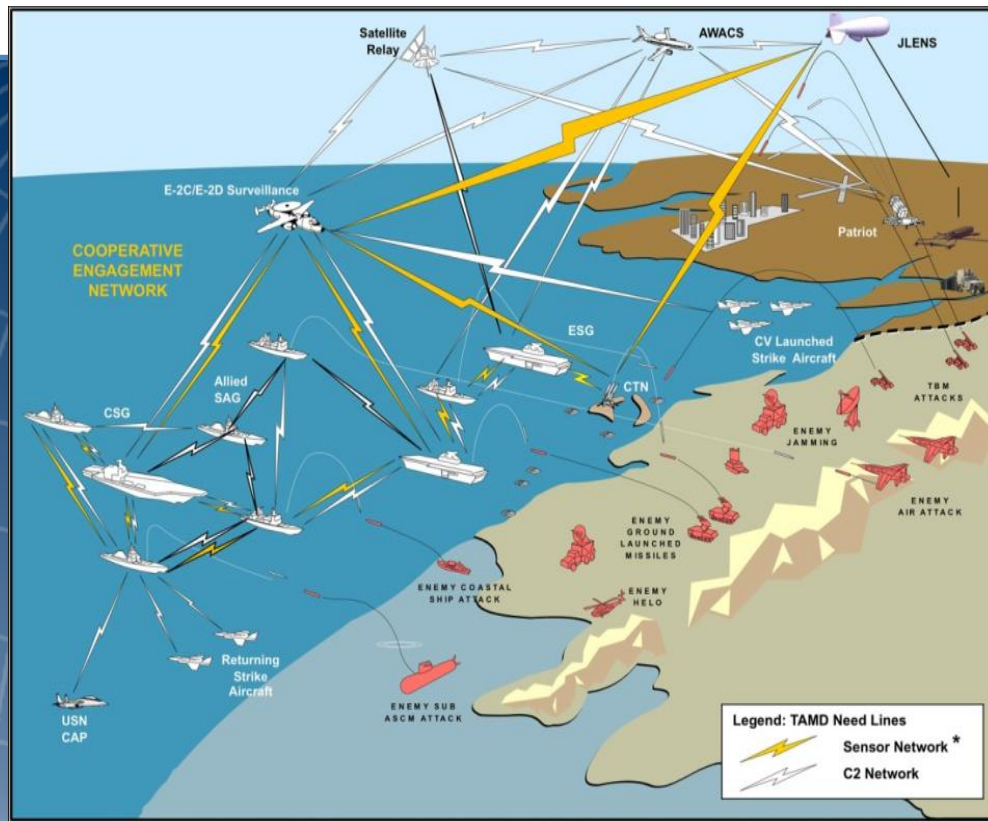 Satellite
Relay
AWACS
JLENS
E-2C/E-2D Surveillance
Patriot
COOPERATIVE
ENGAGEMENT
NETWORK
ESG
CV Launched
Strike Aircraft
CTN
Allied
SAG
CSG
TBM
ATTACKS
ENEMY
JAMMING
ENEMY
AIR ATTACK
ENEMY
GROUND
LAUNCHED
MISSILES
ENEMY COASTAL
SHIP ATTACK
ENEMY
HELO
Returning
Strike
Aircraft
USN
CAP
ENEMY SUB
ASCM ATTACK
Legend: TAMD Need Lines
Sensor Network *
C2 Network